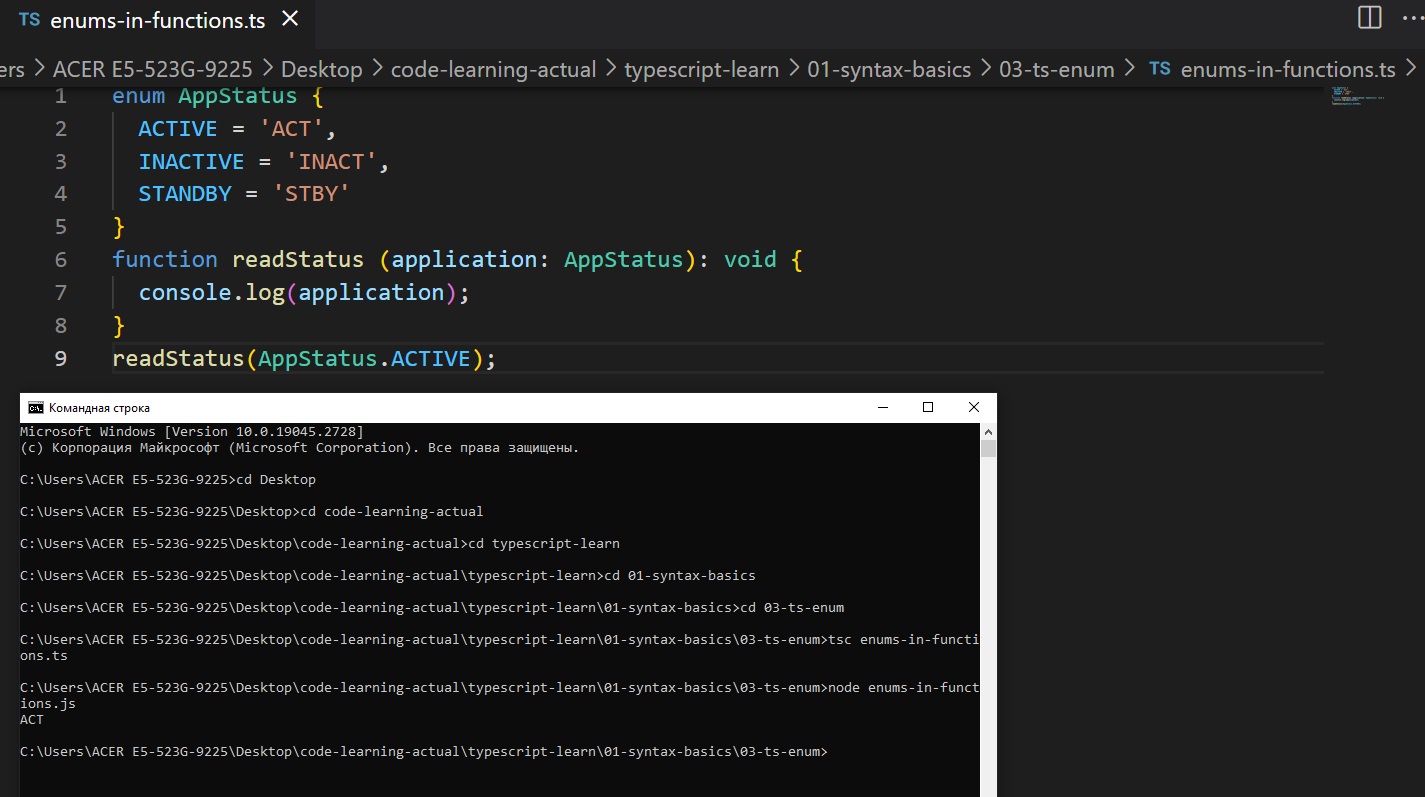 TS enums-in-functions.ts
ers > ACER E5-523G-9225 > Desktop > code-learning-actual > typescript-learn > 01-syntax-basics > 03-ts-enum > TS enums-in-functions.ts >
1 enum AppStatus {
2 ACTIVE = 'ACT',
3 INACTIVE = 'INACT',
4 STANDBY = 'STBY'
5 }
6 function readStatus (application: AppStatus): void {
7 console.log(application);
8 }
9 readStatus(AppStatus.ACTIVE);
Командная строка
Microsoft Windows [Version 10.0.19045.2728]
(c) Корпорация Майкрософт (Microsoft Corporation). Все права защищены.
C:\Users\ACER E5-523G-9225>cd Desktop
C:\Users\ACER E5-523G-9225\Desktop>cd code-learning-actual
C:\Users\ACER E5-523G-9225\Desktop\code-learning-actual>cd typescript-learn
C:\Users\ACER E5-523G-9225\Desktop\code-learning-actual\typescript-learn>cd 01-syntax-basics
C:\Users\ACER E5-523G-9225\Desktop\code-learning-actual\typescript-learn\01-syntax-basics>cd 03-ts-enum
C:\Users\ACER E5-523G-9225\Desktop\code-learning-actual\typescript-learn\01-syntax-basics\03-ts-enum>tsc enums-in-functi
ons.ts
C:\Users\ACER E5-523G-9225\Desktop\code-learning-actual\typescript-learn\01-syntax-basics\03-ts-enum>node enums-in-funct
ions.js
ACT
C:\Users\ACER E5-523G-9225\Desktop\code-learning-actual\typescript-learn\01-syntax-basics\03-ts-enum>